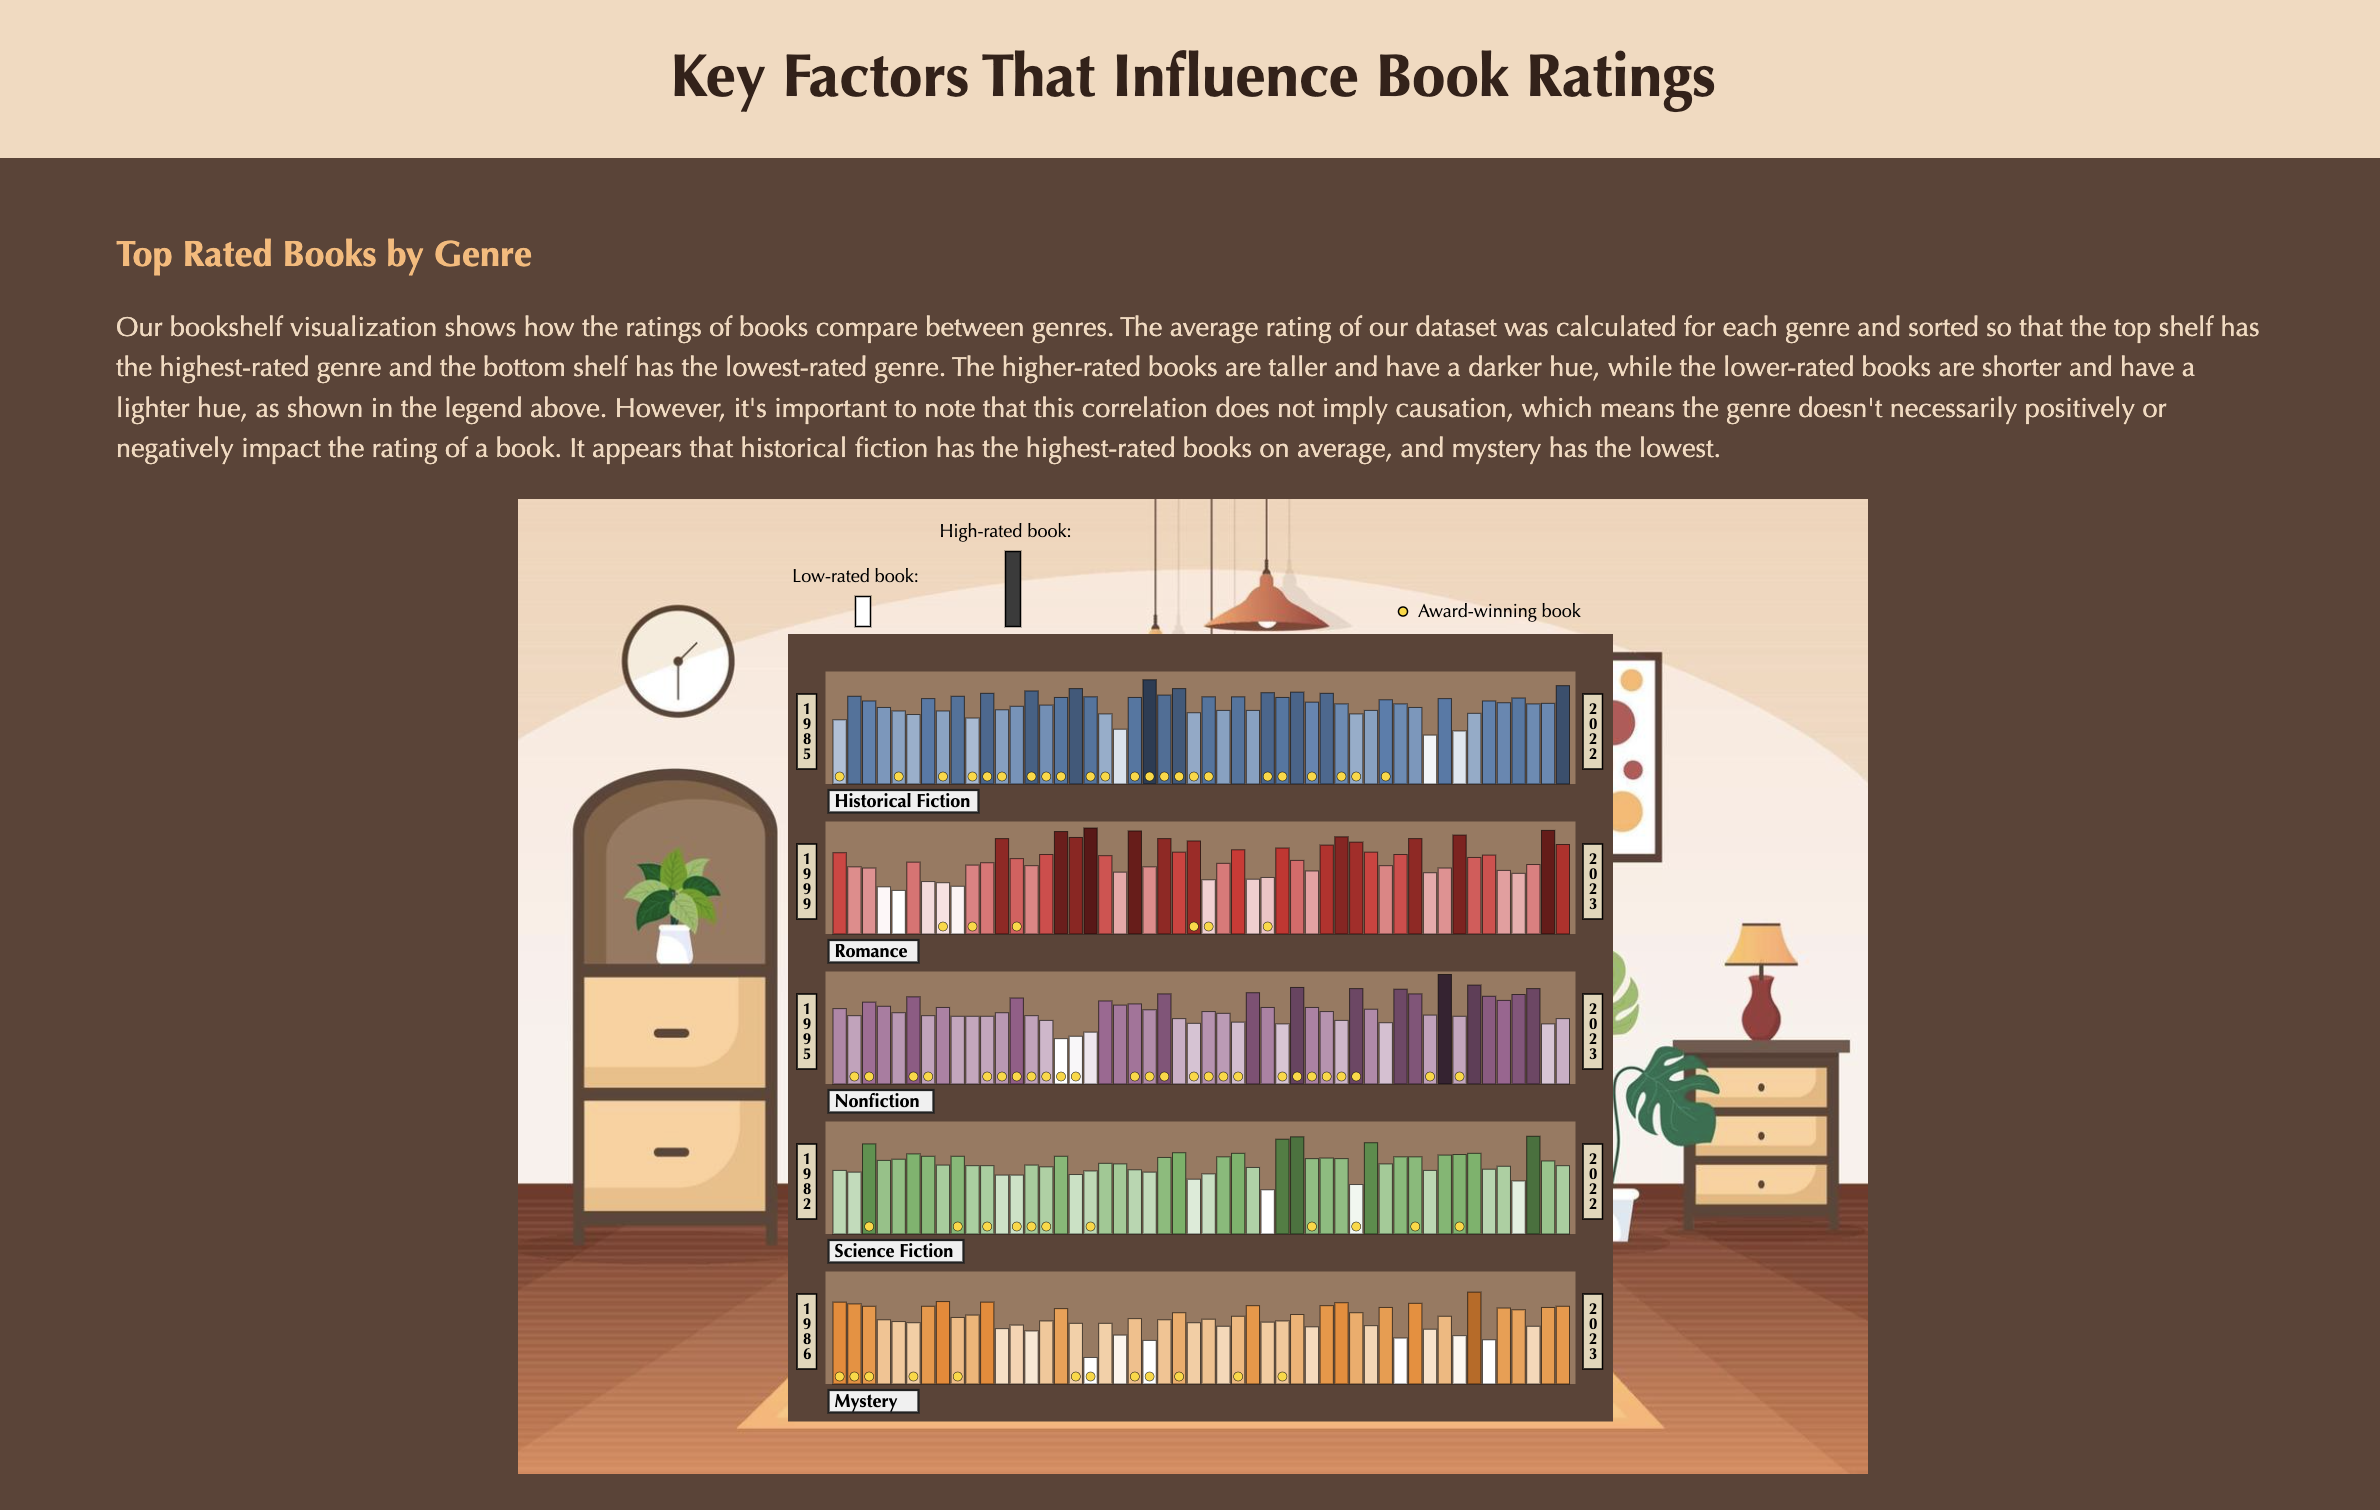 Key Factors That Influence Book Ratings
Top Rated Books by Genre
Our bookshelf visualization shows how the ratings of books compare between genres. The average rating of our dataset was calculated for each genre and sorted so that the top shelf has
the highest-rated genre and the bottom shelf has the lowest-rated genre. The higher-rated books are taller and have a darker hue, while the lower-rated books are shorter and have a
lighter hue, as shown in the legend above. However, it's important to note that this correlation does not imply causation, which means the genre doesn't necessarily positively or
negatively impact the rating of a book. It appears that historical fiction has the highest-rated books on average, and mystery has the lowest.
High-rated book:
Low-rated book:
Award-winning book
1985
2022
Historical Fiction
1999
2023
Romance
1995
2023
Nonfiction
1982
2022
Science Fiction
1986
2023
Mystery